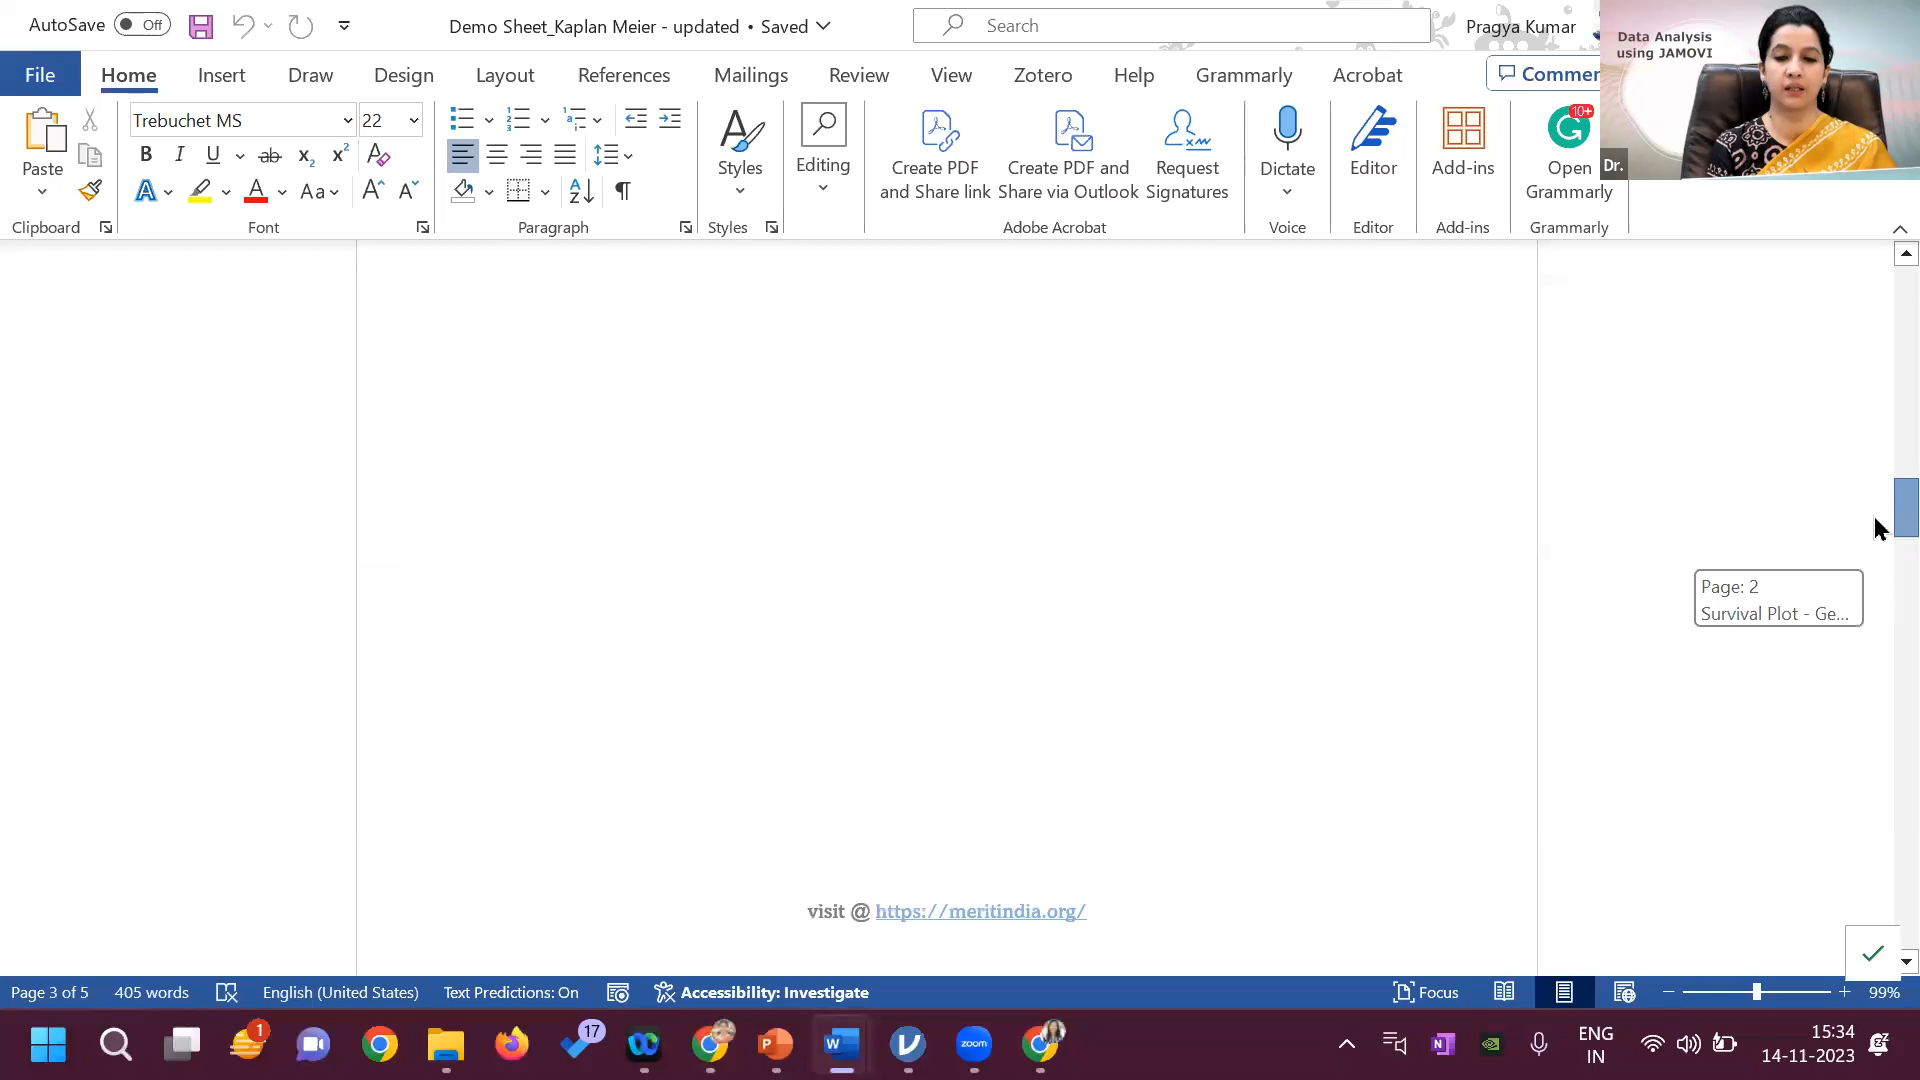 AutoSave Off
Demo Sheet_Kaplan Meier - updated • Saved
Search
Pragya Kumar
Data Analysis
using JAMOVI
Dr.
File Home Insert Draw Design Layout References Mailings Review View Zotero Help Grammarly Acrobat
Trebuchet MS 22
Paste
Styles
Editing
Create PDF
and Share link
Create PDF and
Share via Outlook
Request
Signatures
Dictate
Editor
Add-ins
10+
Open
Grammarly
Clipboard Font Paragraph Styles Adobe Acrobat Voice Editor Add-ins Grammarly
Page: 2
Survival Plot - Ge...
visit @ https://meritindia.org/
Page 3 of 5 405 words English (United States) Text Predictions: On Accessibility: Investigate Focus 99%
1
17
zoom
ENG
IN
15:34
14-11-2023